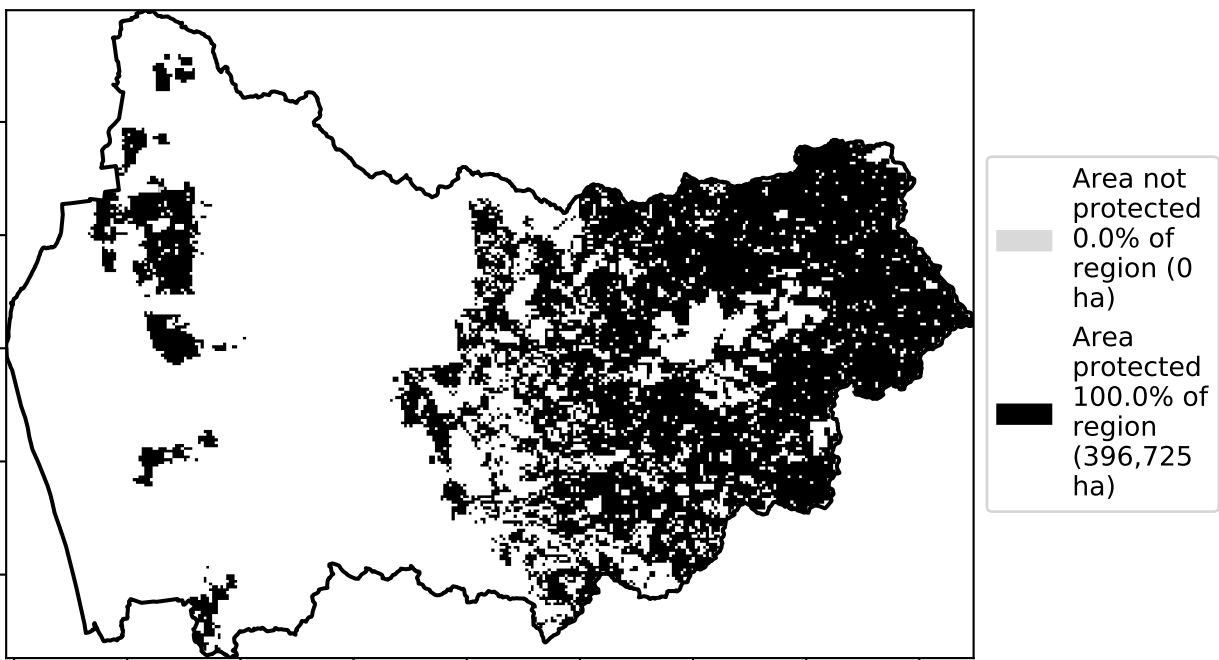 Area not
protected
0.0% of
region (0
ha)
Area
protected
100.0% of
region
(396,725
ha)